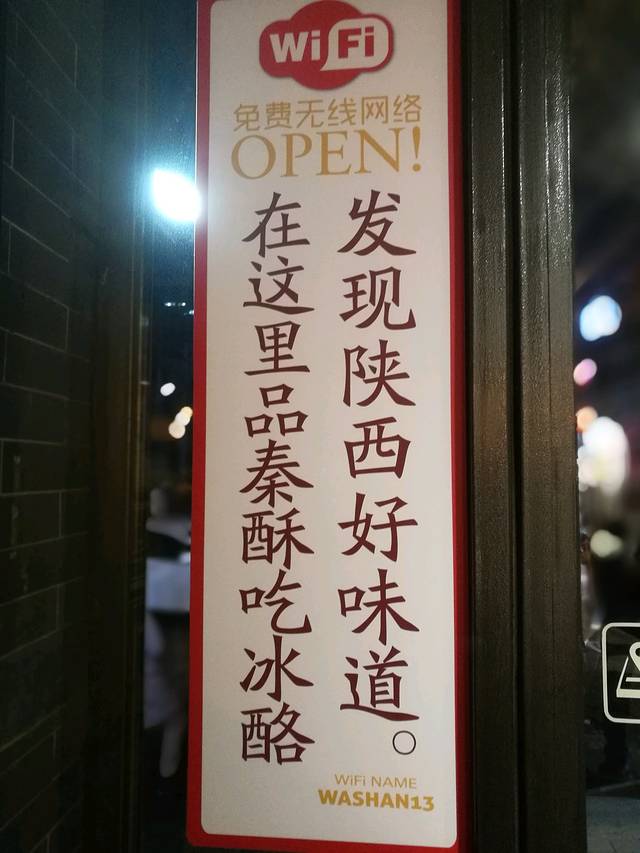 WiFi
免费无线网络
OPEN!
在这里品秦酥吃冰酪
发现陕西好味道。
WiFi NAME
WASHAN13